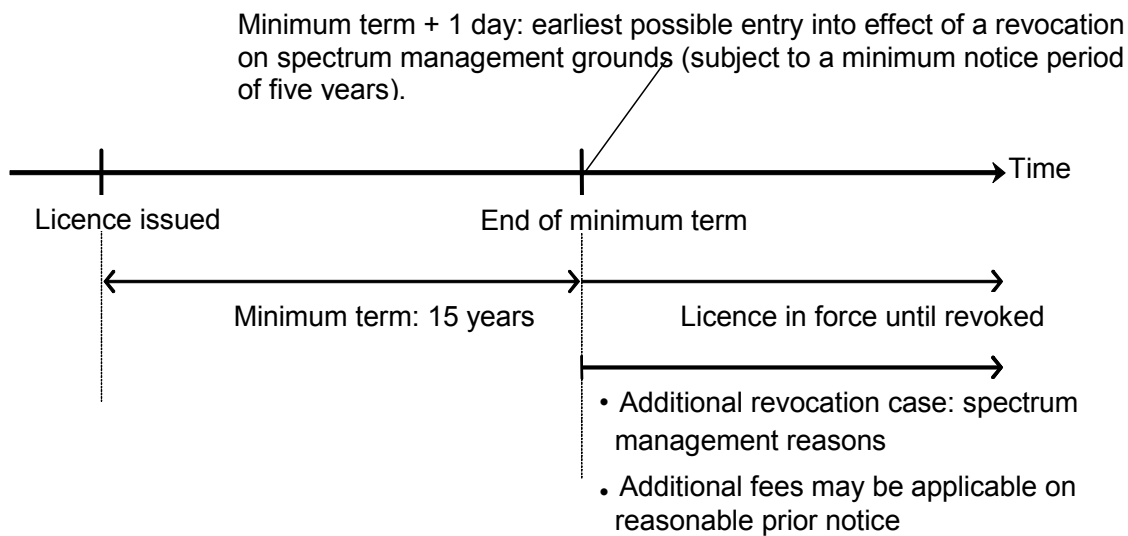 Minimum term + 1 day: earliest possible entry into effect of a revocation
on spectrum management grounds (subject to a minimum notice period
of five years).
Time
Licence issued
End of minimum term
Minimum term: 15 years
Licence in force until revoked
• Additional revocation case: spectrum
management reasons
• Additional fees may be applicable on
reasonable prior notice